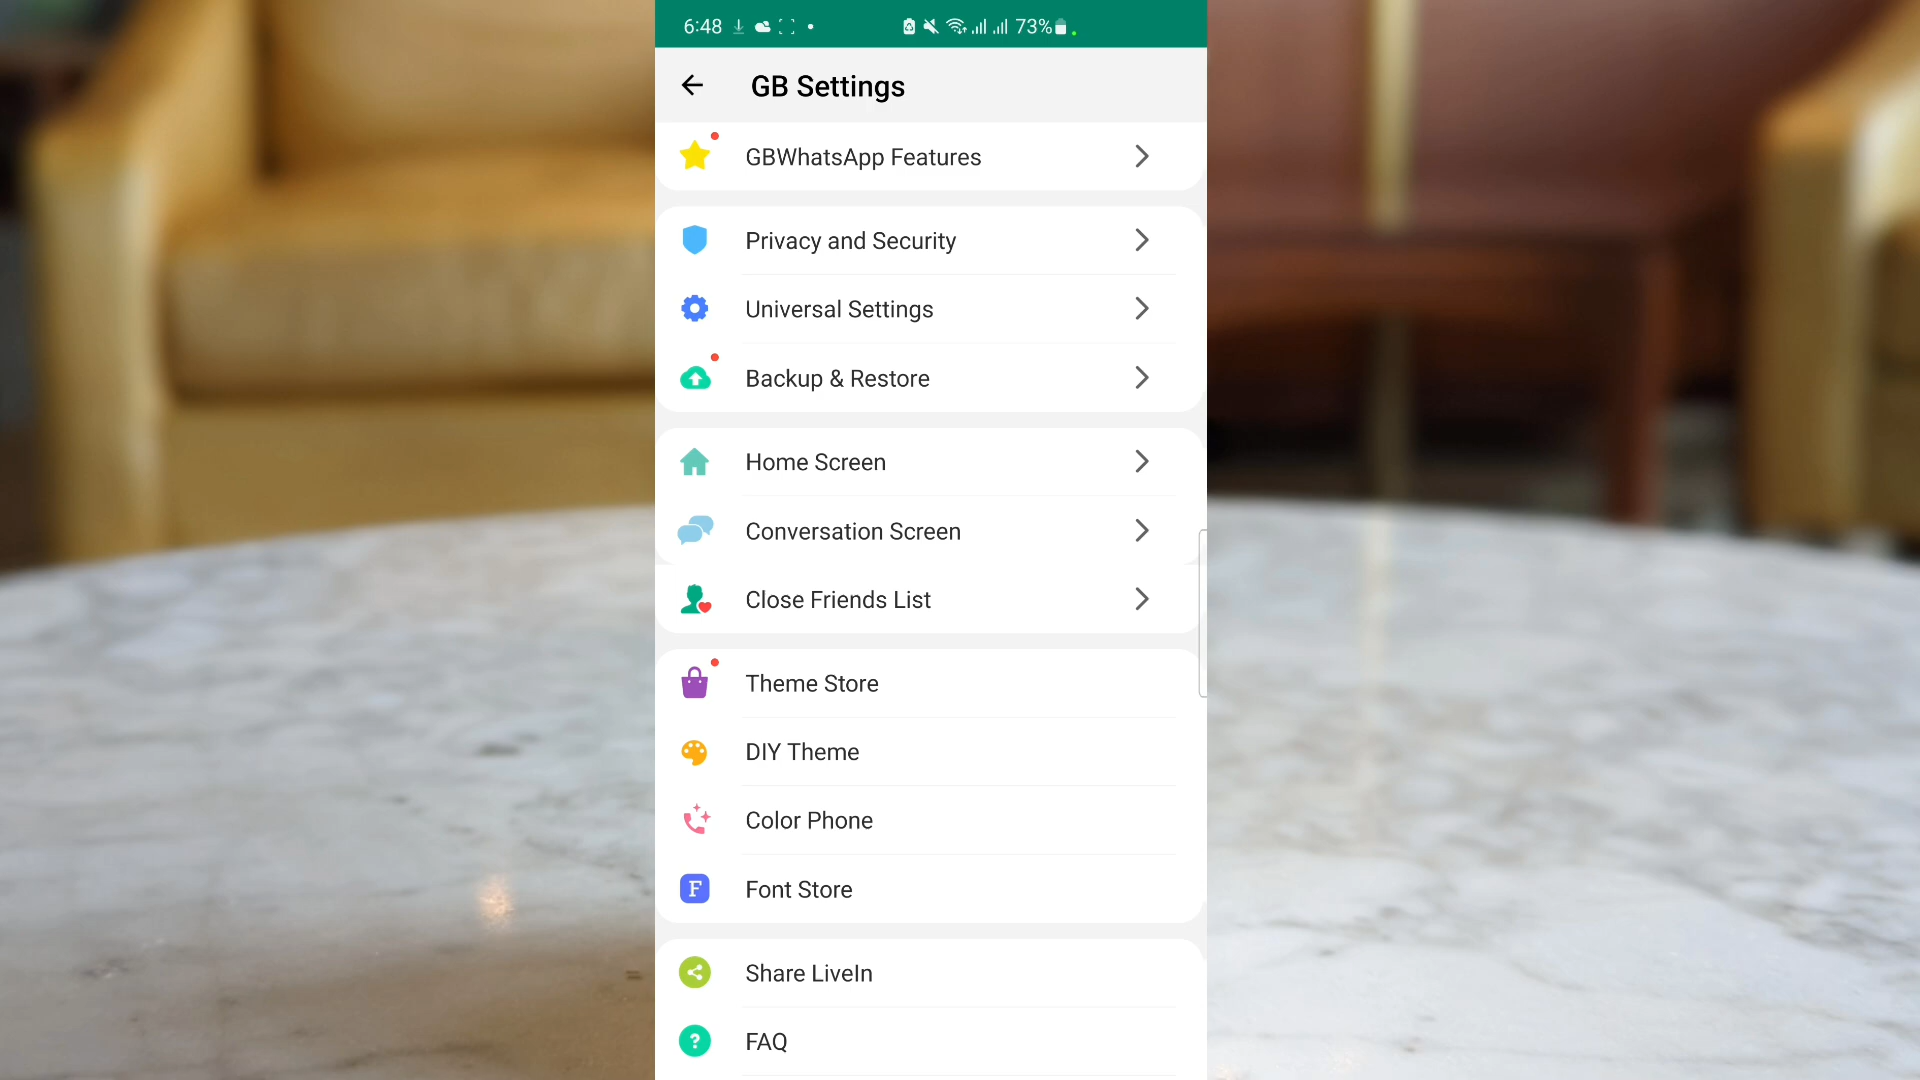 6:48 73%
GB Settings
GBWhatsApp Features
Privacy and Security
Universal Settings
Backup & Restore
Home Screen
Conversation Screen
Close Friends List
Theme Store
DIY Theme
Color Phone
F Font Store
Share LiveIn
? FAQ